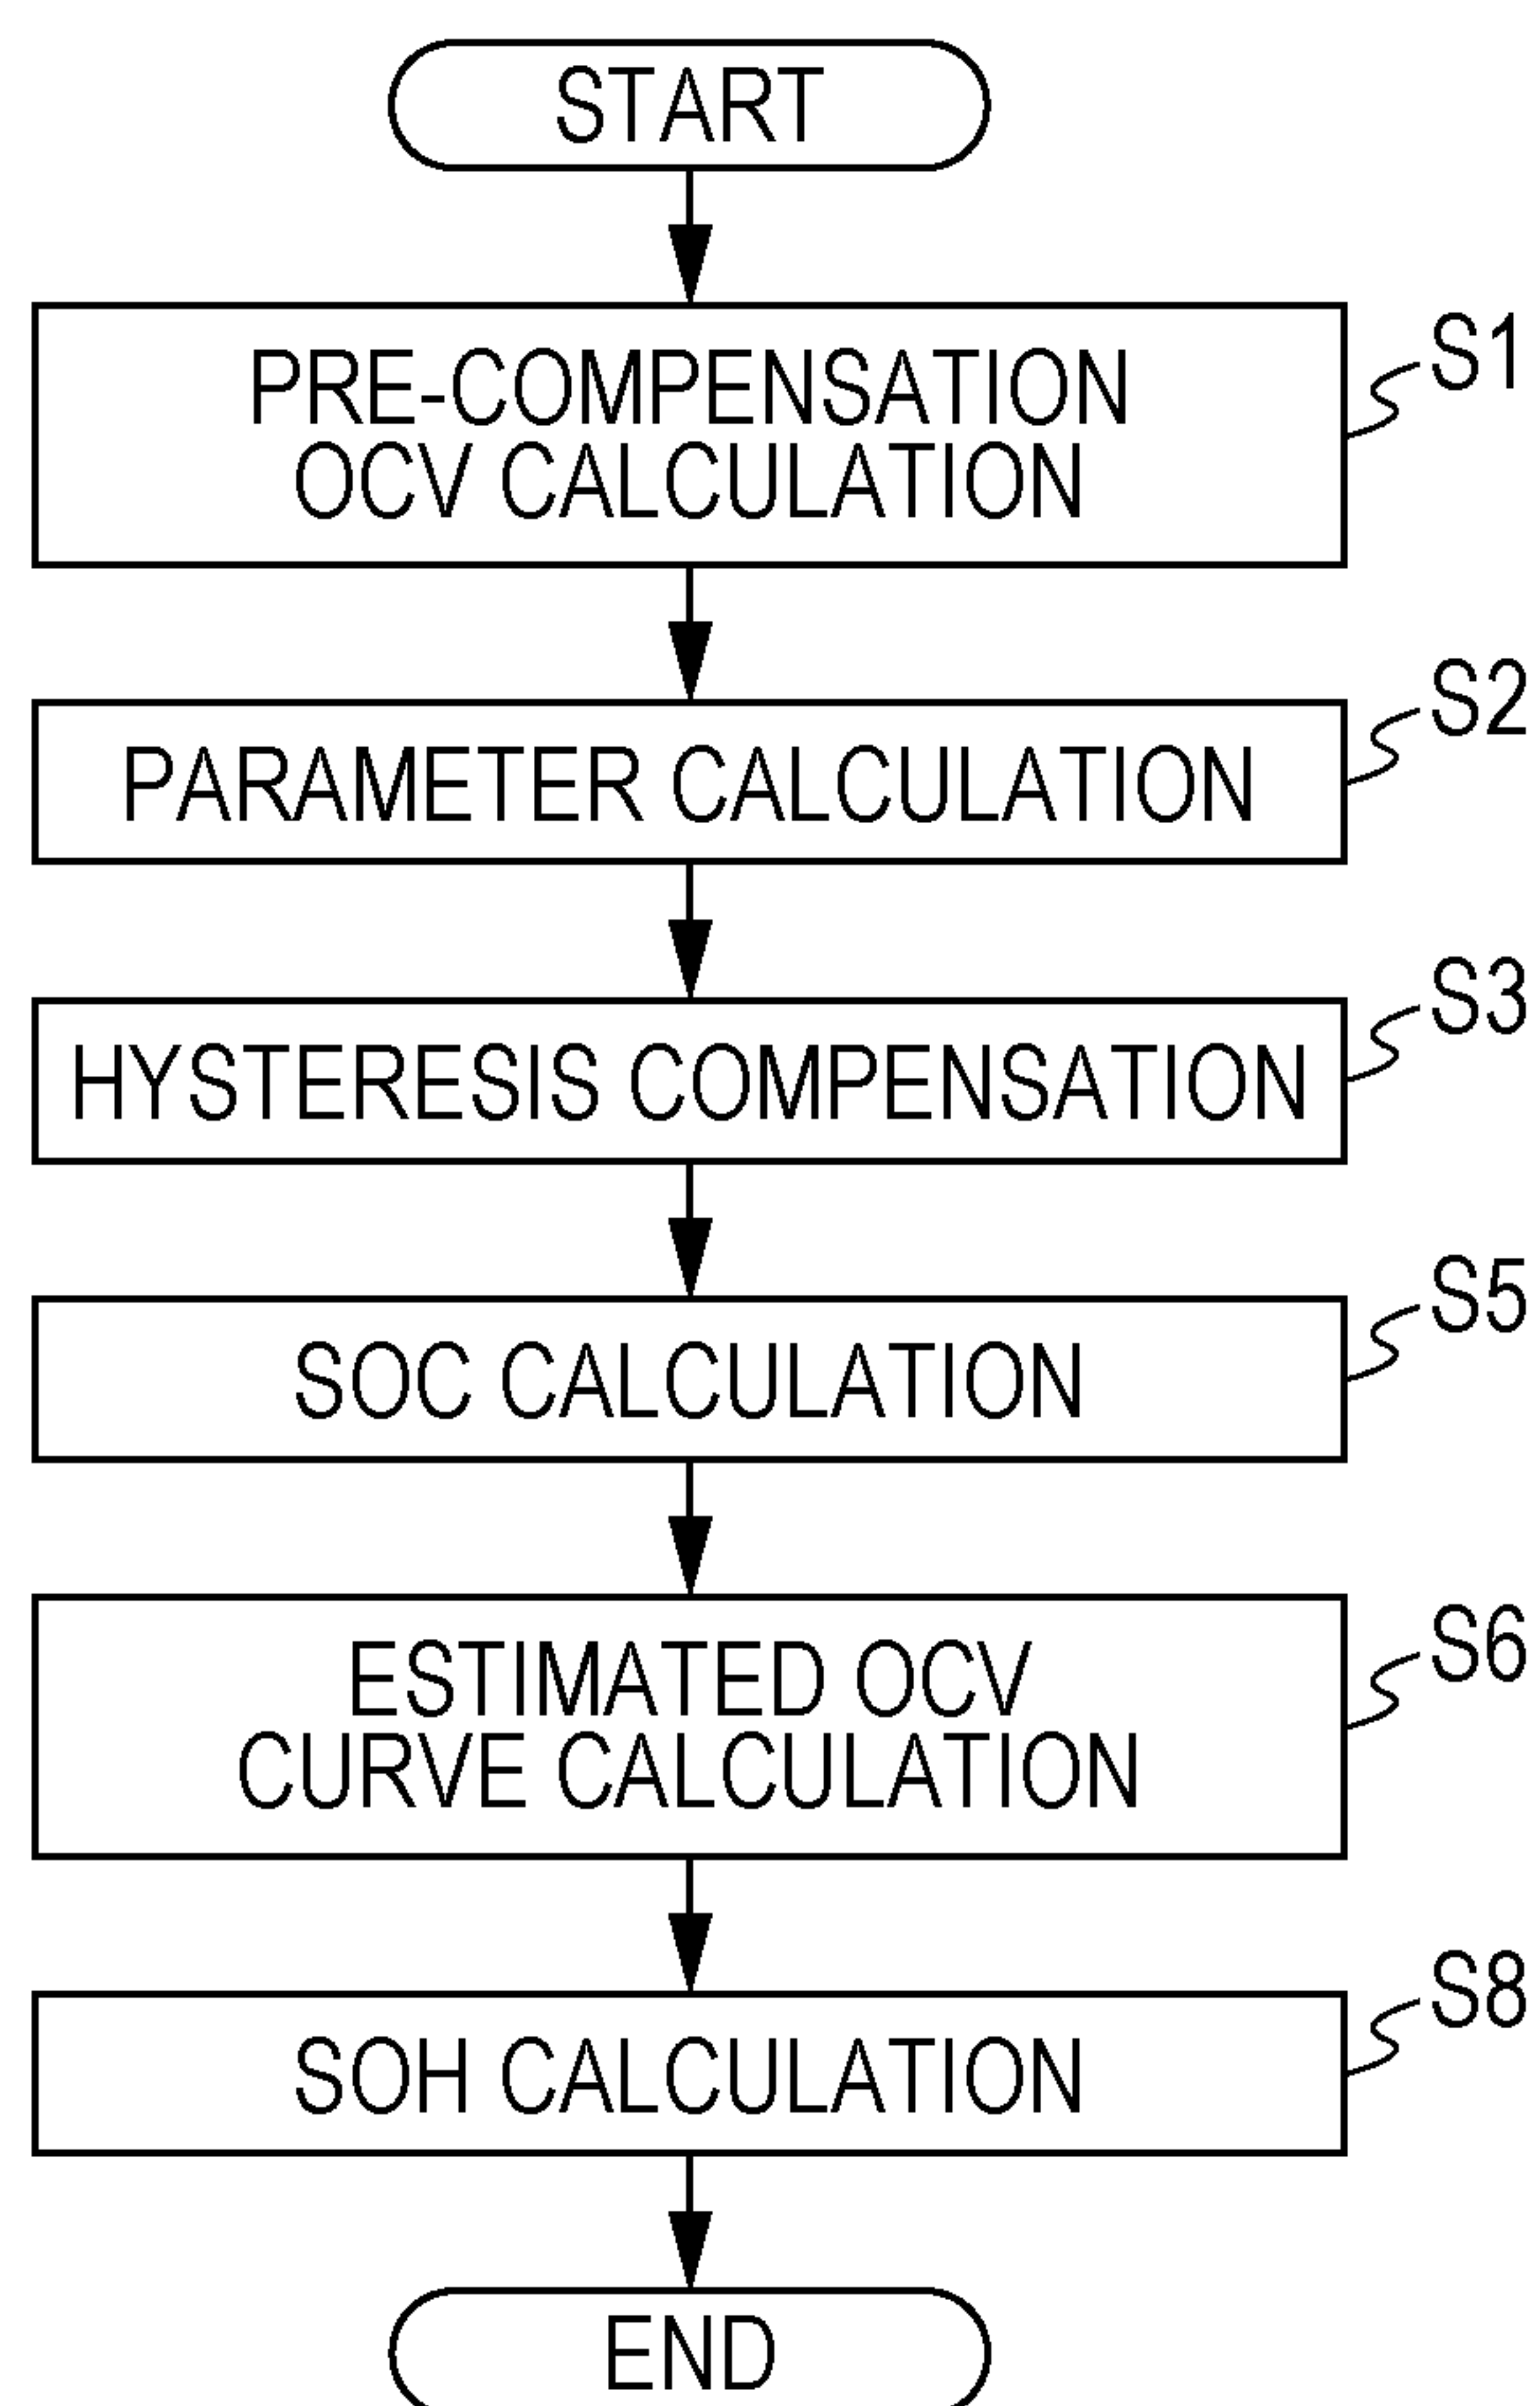 START
PRE-COMPENSATION
OCV CALCULATION
S1
PARAMETER CALCULATION
S2
HYSTERESIS COMPENSATION
S3
SOC CALCULATION
S5
ESTIMATED OCV
CURVE CALCULATION
S6
SOH CALCULATION
S8
END